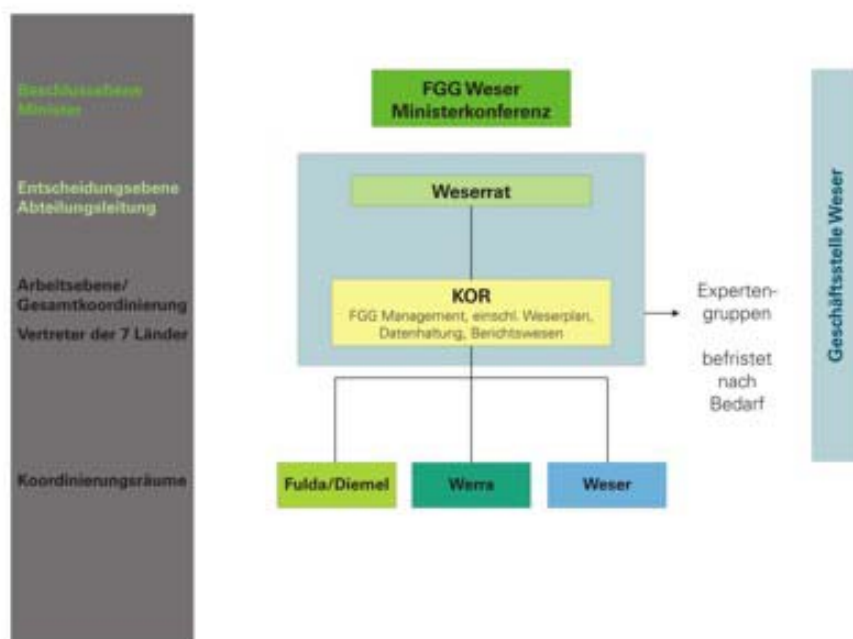 Beschlussebene
Minister
FGG Weser
Ministerkonferenz
Entscheidungsebene
Abteilungsleitung
Weserrat
Arbeitsebene/
Gesamtkoordinierung
Vertreter der 7 Länder
KOR
FGG Management, einschl. Weserplan,
Datenhaltung, Berichtswesen
Experten-
gruppen
befristet
nach
Bedarf
Koordinierungsräume
Fulda/Diemel
Werra
Weser
Geschäftsstelle Weser